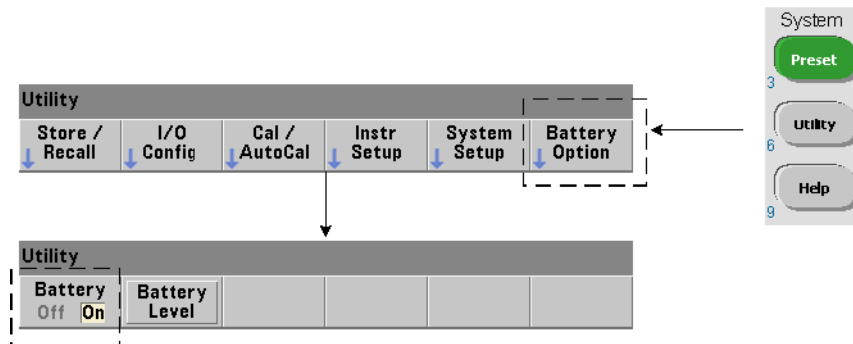 System
Preset
3
Utility
6
Help
9
Utility
Store /
Recall
I/O
Config
Cal /
AutoCal
Instr
Setup
System
Setup
Battery
Option
Utility
Battery
Off On
Battery
Level